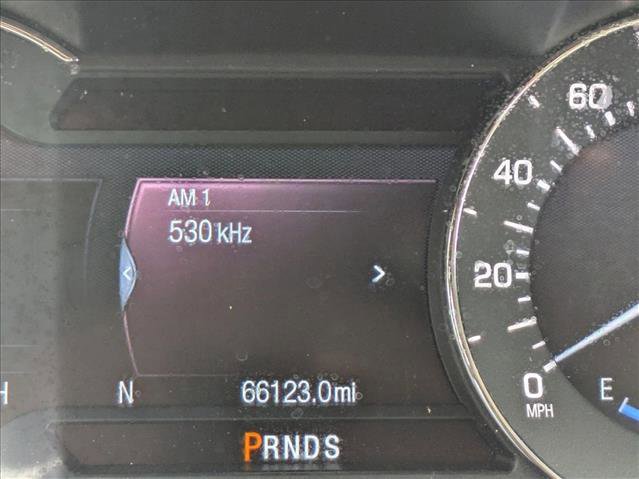 AM 1
530 kHz
<
>
H
N
66123.0mi
PRNDS
60
40
20
0
MPH
E